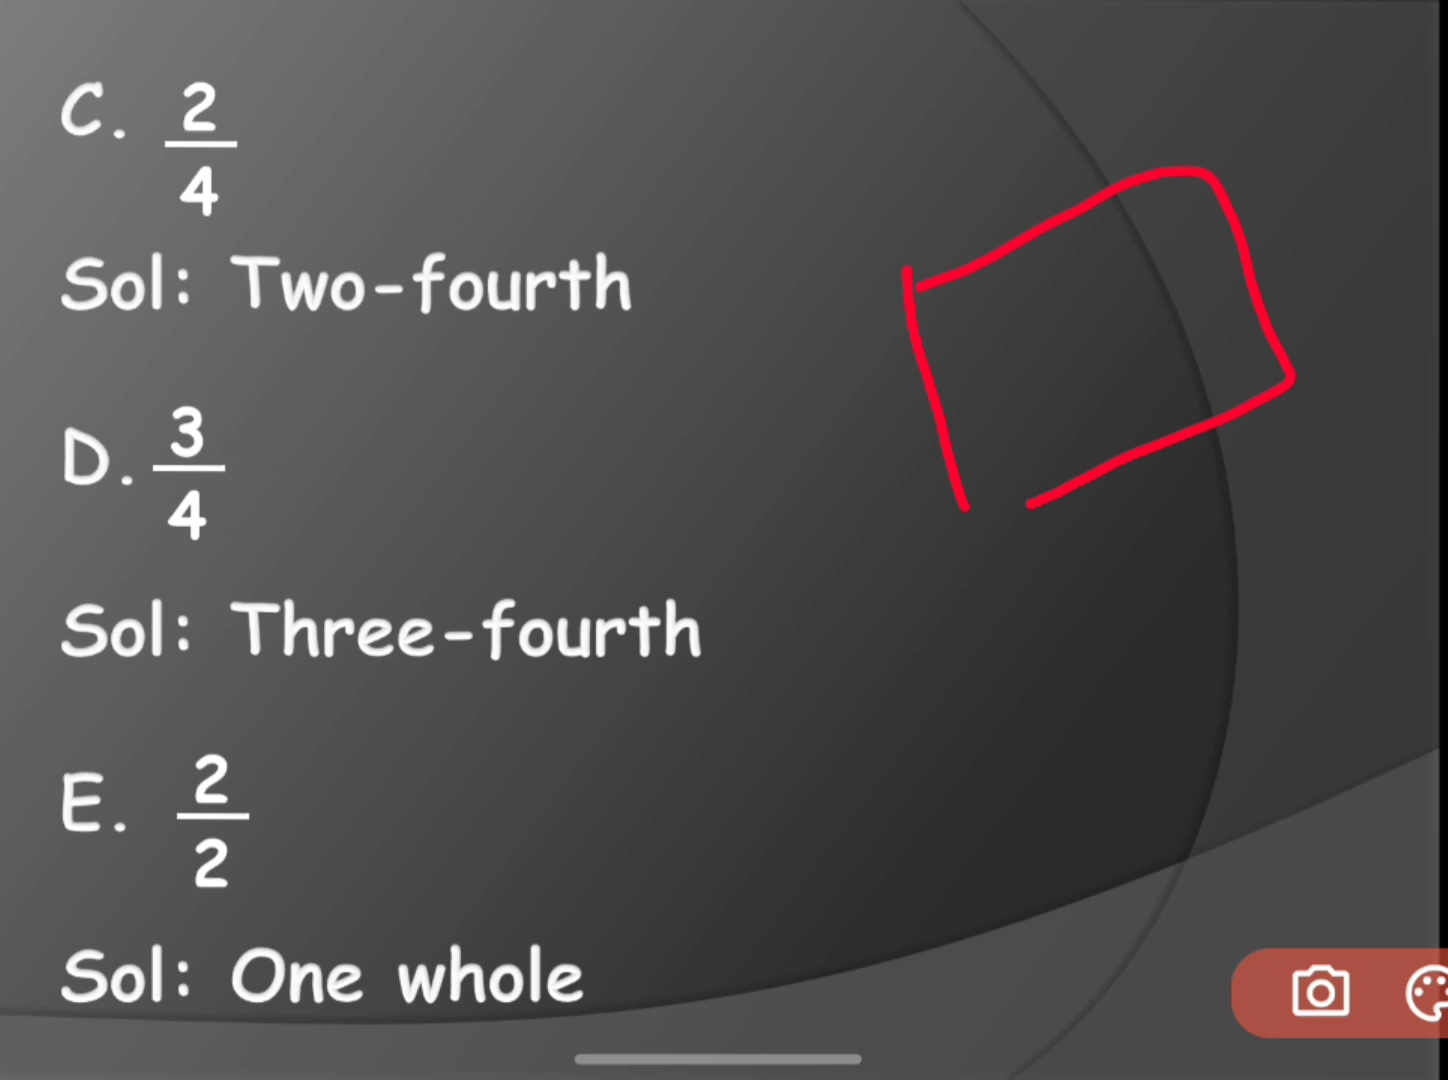 C. 2/4
Sol: Two-fourth
D. 3/4
Sol: Three-fourth
E. 2/2
Sol: One whole